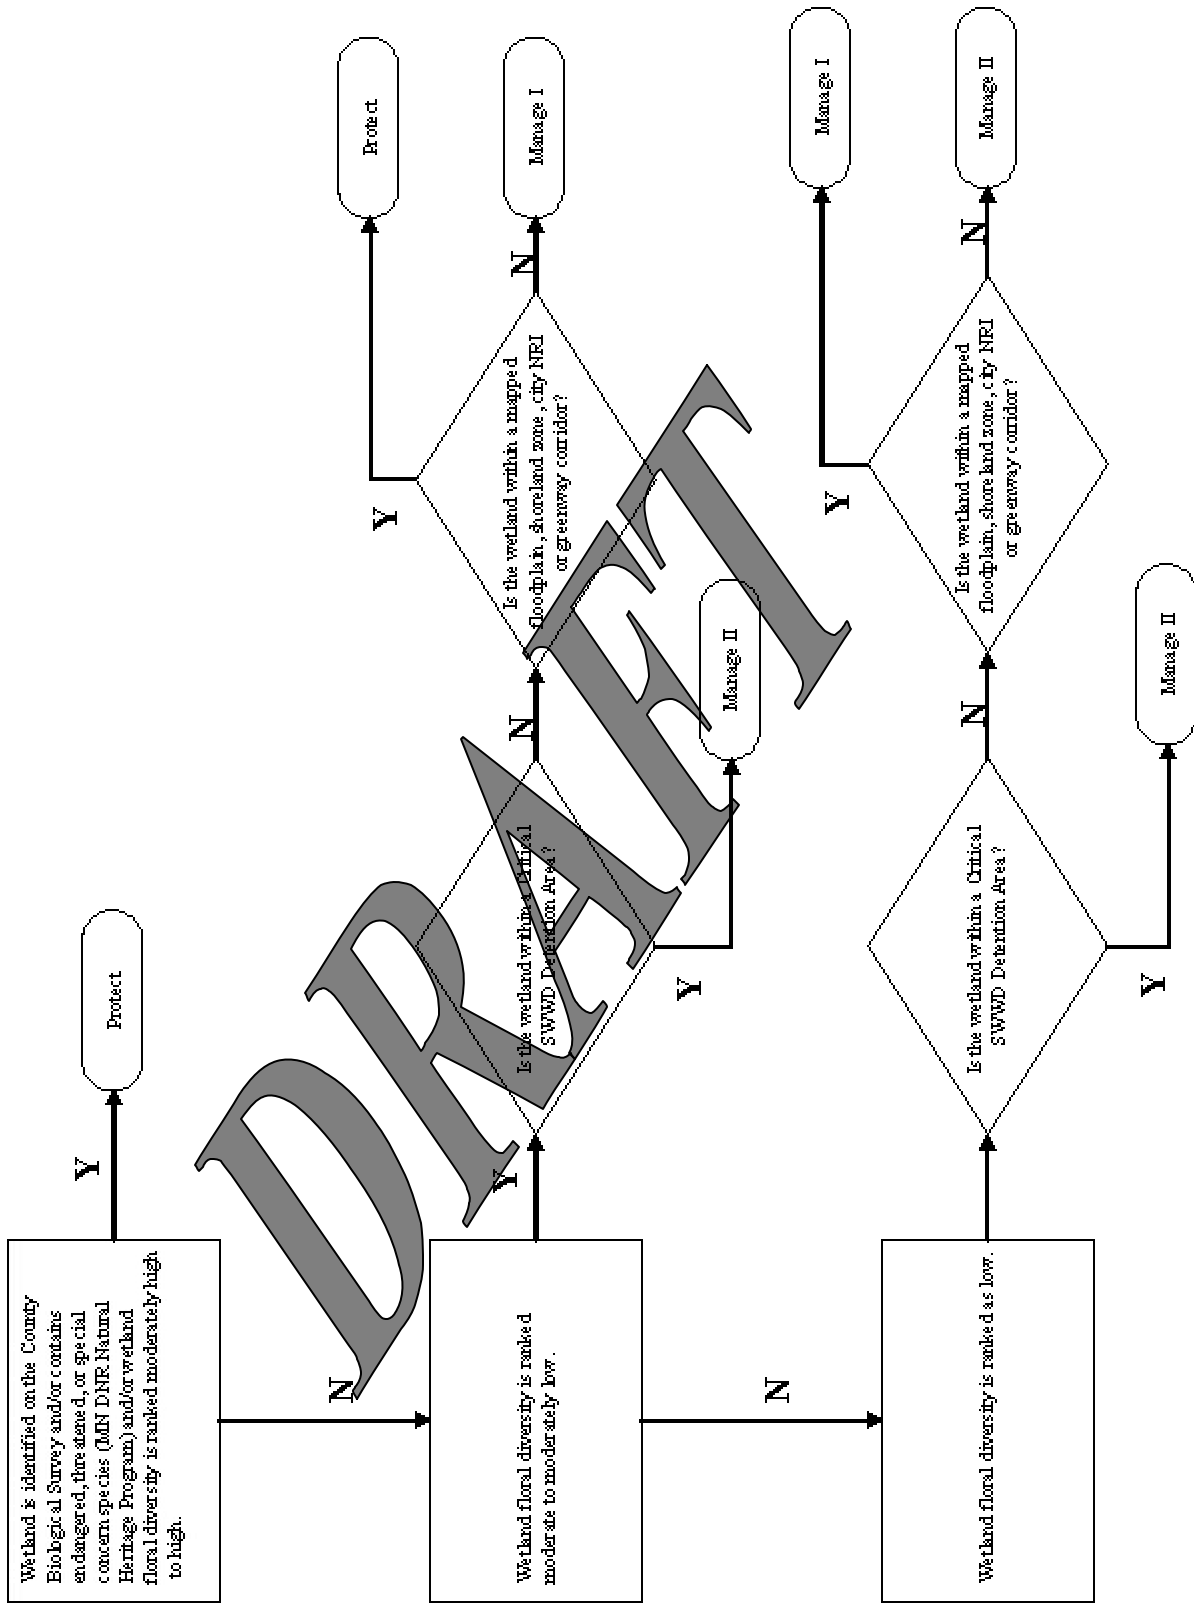 Wetland is identified on the County
Biological Survey and/or contains
endangered, threatened, or special
concern species (MN DNR Natural
Heritage Program) and/or wetland
floral diversity is ranked moderately high
to high.
Y
Protect
N
Wetland floral diversity is ranked
moderate to moderately low.
Y
Is the wetland within a Critical
SWWD Detention Area?
Y
Manage II
N
Is the wetland within a mapped
floodplain, shoreland zone, city NRI
or greenway corridor?
Y
Protect
N
Manage I
N
Wetland floral diversity is ranked as low.
Is the wetland within a Critical
SWWD Detention Area?
Y
Manage II
N
Is the wetland within a mapped
floodplain, shoreland zone, city NRI
or greenway corridor?
Y
Manage I
N
Manage II
DRAFT